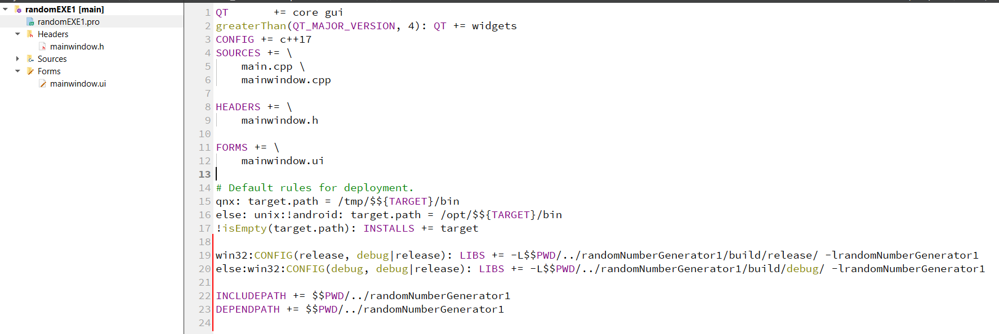 randomEXE1 [main]
randomEXE1.pro
Headers
mainwindow.h
Sources
Forms
mainwindow.ui
1 QT       += core gui
2 greaterThan(QT_MAJOR_VERSION, 4): QT += widgets
3 CONFIG += c++17
4 SOURCES += \
5     main.cpp \
6     mainwindow.cpp
7
8 HEADERS += \
9     mainwindow.h
10
11 FORMS += \
12     mainwindow.ui
13
14 # Default rules for deployment.
15 qnx: target.path = /tmp/$${TARGET}/bin
16 else: unix:!android: target.path = /opt/$${TARGET}/bin
17 !isEmpty(target.path): INSTALLS += target
18
19 win32:CONFIG(release, debug|release): LIBS += -L$$PWD/../randomNumberGenerator1/build/release/ -lrandomNumberGenerator1
20 else:win32:CONFIG(debug, debug|release): LIBS += -L$$PWD/../randomNumberGenerator1/build/debug/ -lrandomNumberGenerator1
21
22 INCLUDEPATH += $$PWD/../randomNumberGenerator1
23 DEPENDPATH += $$PWD/../randomNumberGenerator1
24